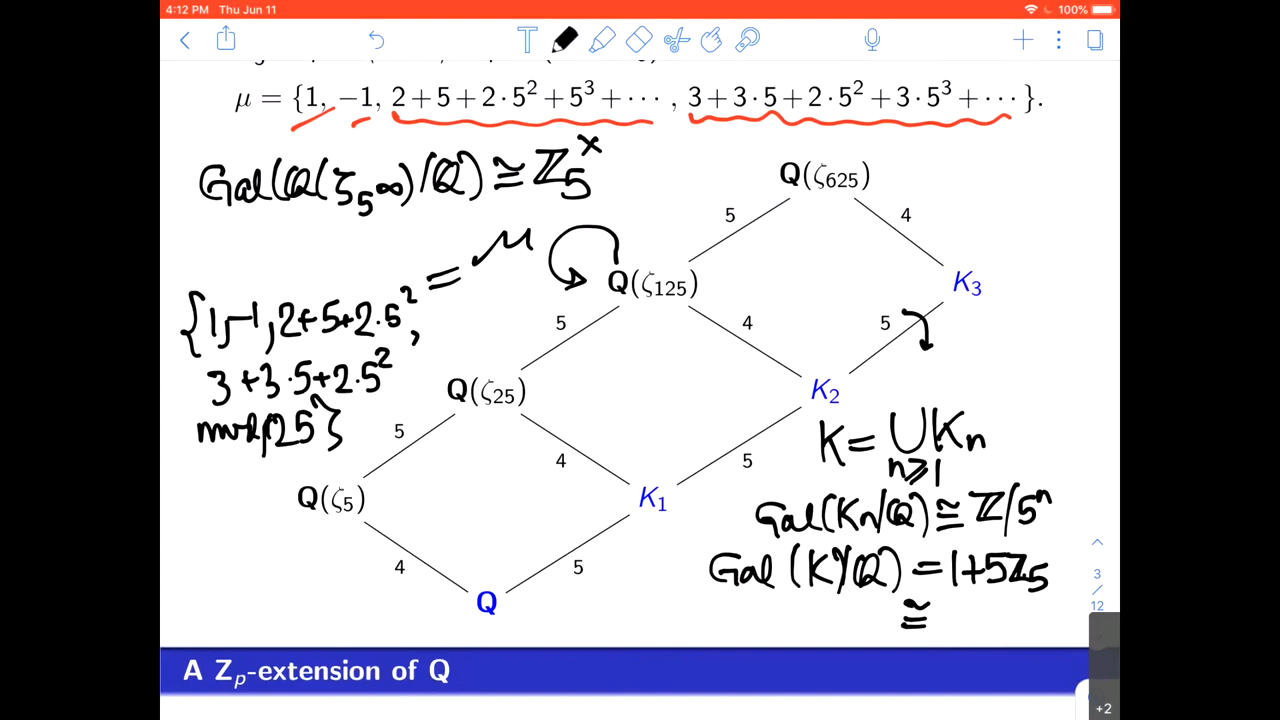 4:12 PM Thu Jun 11
100%
μ = {1, −1, 2 + 5 + 2·5² + 5³ + ··· , 3 + 3·5 + 2·5² + 3·5³ + ··· }.
Gal(Q(ζ₅∞)/Q) ≅ Z₅ˣ
Q(ζ₆₂₅)
5
4
= μ
Q(ζ₁₂₅)
K₃
{1, −1, 2+5+2·5²,
5
4
5
3+3·5+2·5²
Q(ζ₂₅)
K₂
mod 125}
5
4
5
K = ∪ Kn
n≥1
Q(ζ₅)
K₁
Gal(Kn/Q) ≅ Z/5ⁿ
4
5
Gal(K/Q) = 1+5Z₅
Q
≅
3
/
12
A Zₚ-extension of Q
+2